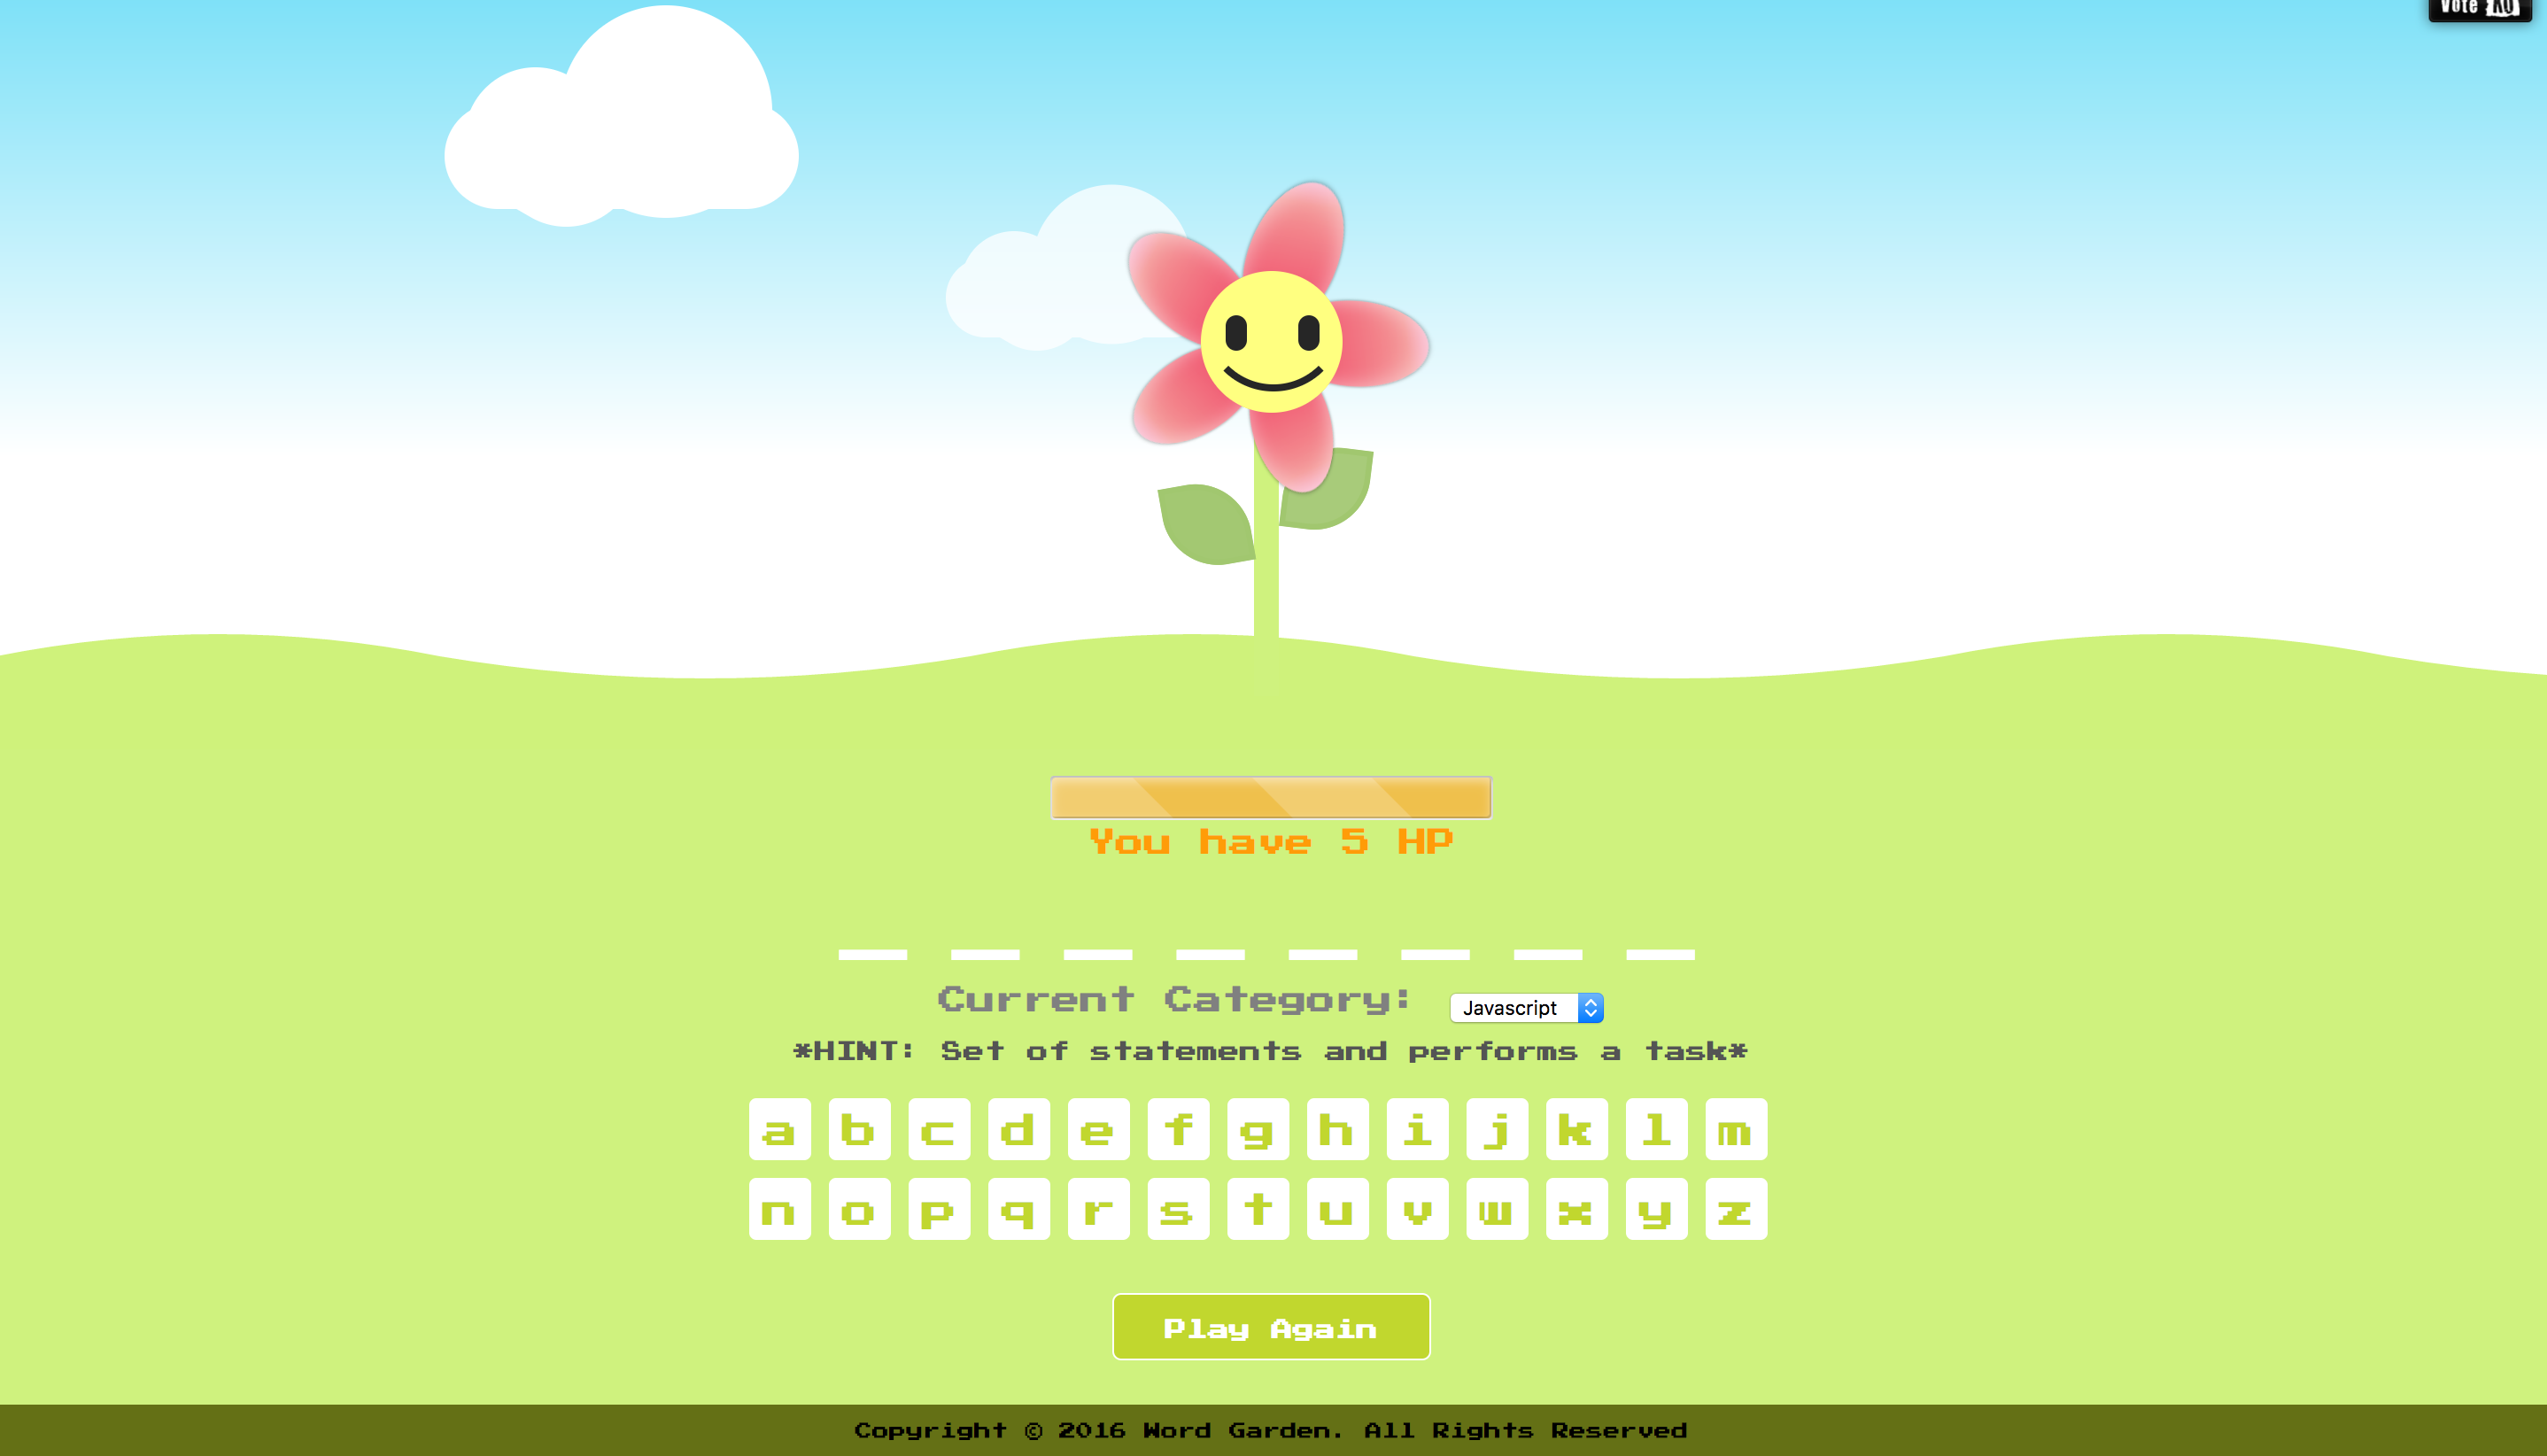 Vote
You have 5 HP
Current Category: Javascript
*HINT: Set of statements and performs a task*
a b c d e f g h i j k l m
n o p q r s t u v w x y z
Play Again
Copyright © 2016 Word Garden. All Rights Reserved